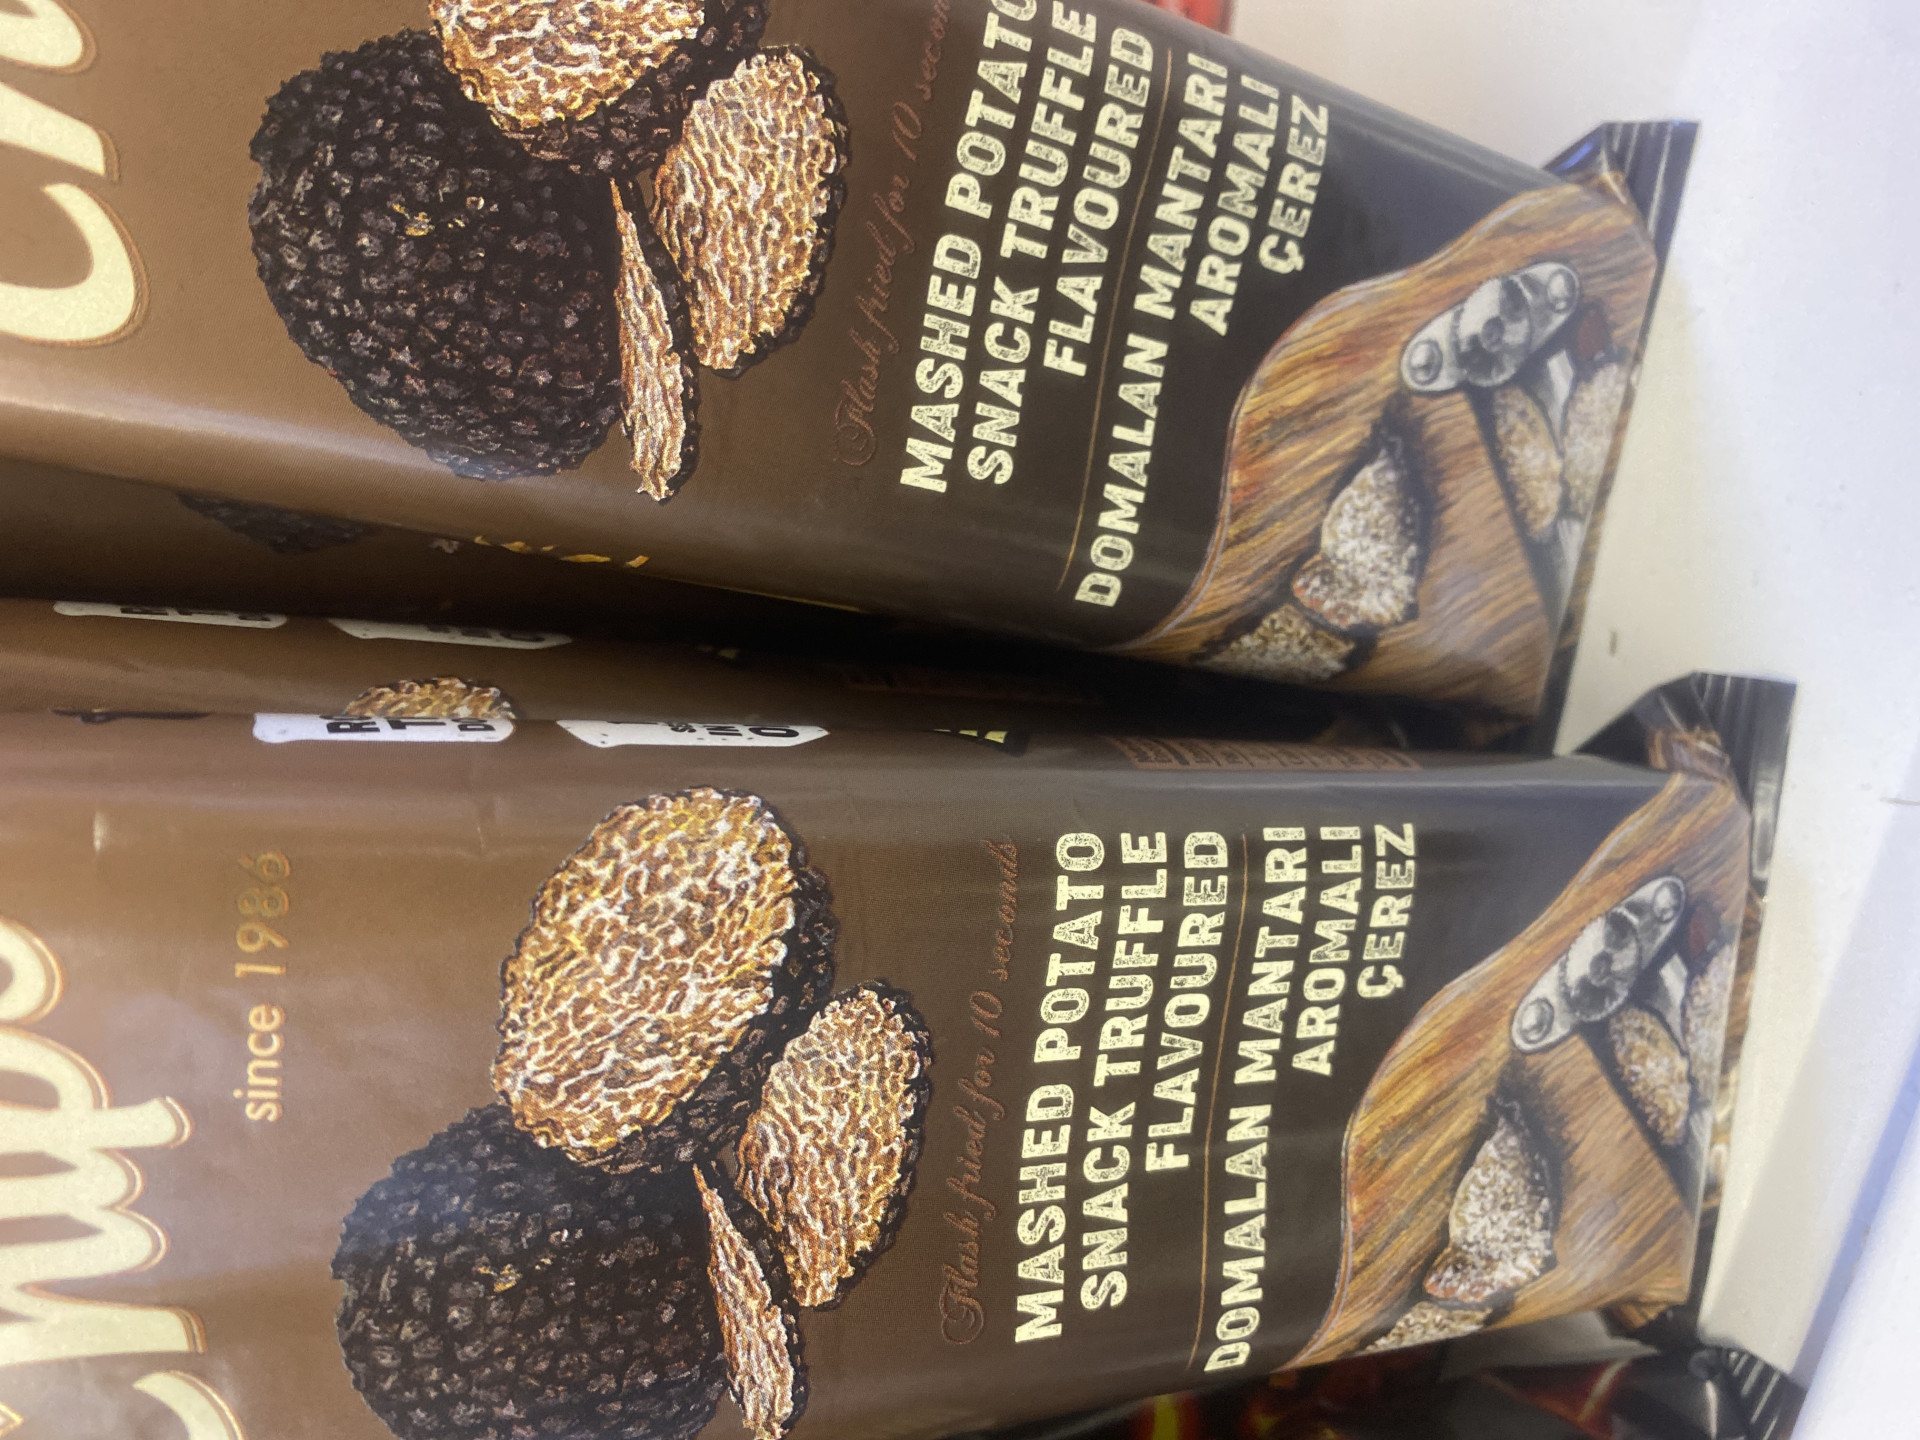 since 1986
Flash fried for 10 seconds
MASHED POTATO
SNACK TRUFFLE
FLAVOURED
DOMALAN MANTARI
AROMALI
ÇEREZ
Flash fried for 10
MASHED POTATO
SNACK TRUFFLE
FLAVOURED
DOMALAN MANTARI
AROMALI
ÇEREZ